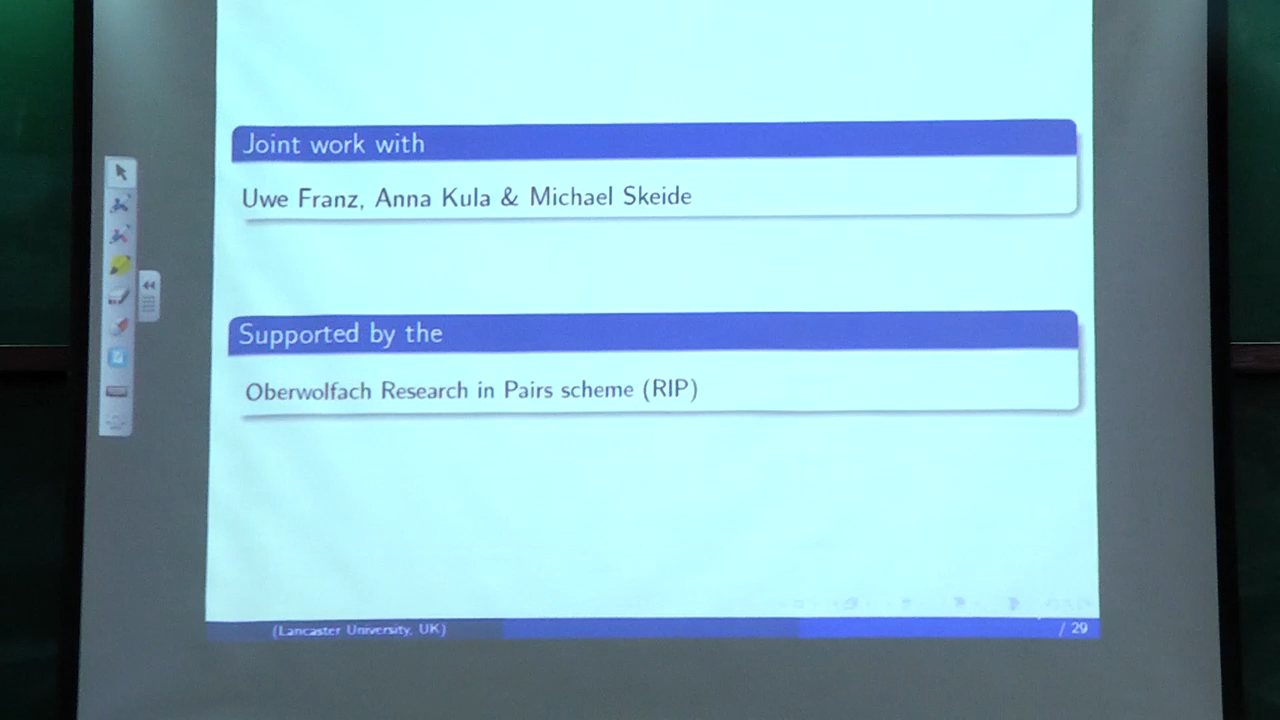 Joint work with
Uwe Franz, Anna Kula & Michael Skeide
Supported by the
Oberwolfach Research in Pairs scheme (RIP)
(Lancaster University, UK)
/ 29